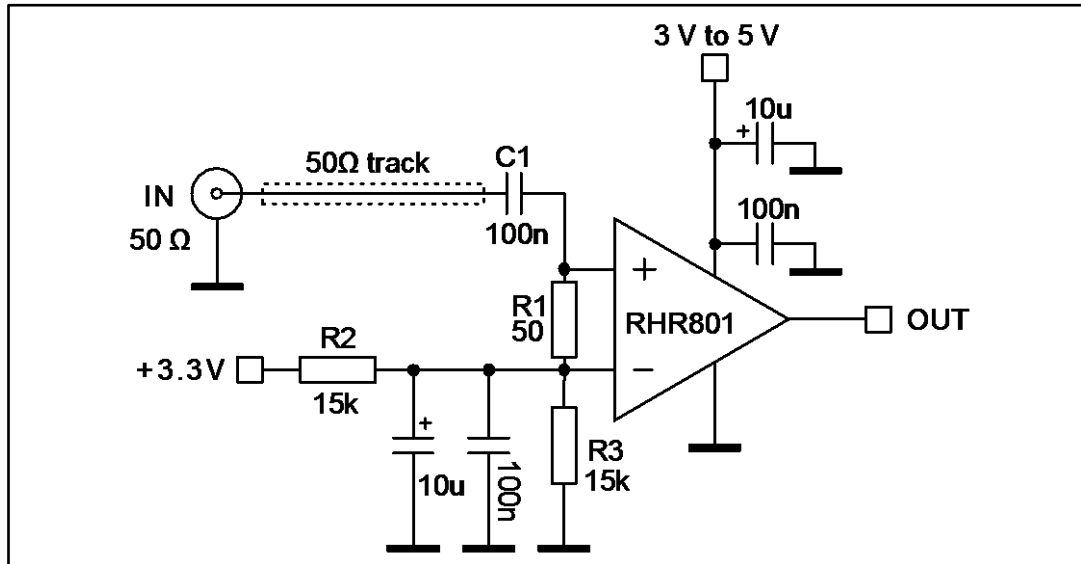 3 V to 5 V
10u
+
50Ω track
C1
IN
100n
100n
50 Ω
+
R1
50
RHR801
OUT
R2
+3.3V
−
15k
+
R3
10u
100n
15k